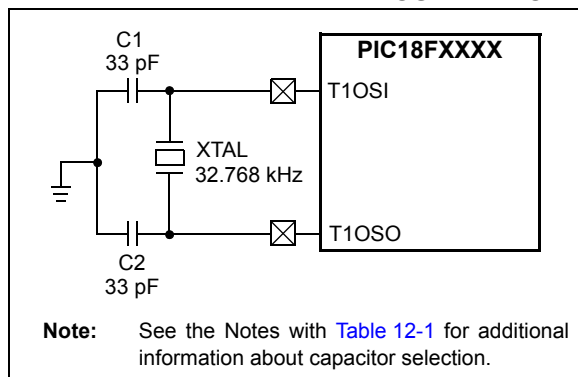 C1
33 pF
PIC18FXXXX
T1OSI
XTAL
32.768 kHz
T1OSO
C2
33 pF
Note: See the Notes with Table 12-1 for additional
information about capacitor selection.